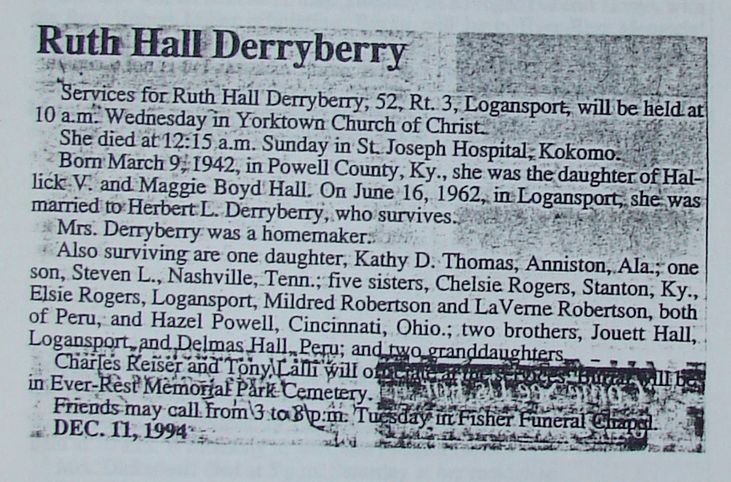 Ruth Hall Derryberry
Services for Ruth Hall Derryberry, 52, Rt. 3, Logansport, will be held at
10 a.m. Wednesday in Yorktown Church of Christ.
She died at 12:15 a.m. Sunday in St. Joseph Hospital, Kokomo.
Born March 9, 1942, in Powell County, Ky., she was the daughter of Hal-
lick V. and Maggie Boyd Hall. On June 16, 1962, in Logansport, she was
married to Herbert L. Derryberry, who survives.
Mrs. Derryberry was a homemaker.
Also surviving are one daughter, Kathy D. Thomas, Anniston, Ala.; one
son, Steven L., Nashville, Tenn.; five sisters, Chelsie Rogers, Stanton, Ky.,
Elsie Rogers, Logansport, Mildred Robertson and LaVerne Robertson, both
of Peru, and Hazel Powell, Cincinnati, Ohio.; two brothers, Jouett Hall,
Logansport, and Delmas Hall, Peru; and two granddaughters.
Charles Reiser and Tony Lalli will officiate at the services. Burial will be
in Ever-Rest Memorial Park Cemetery.
Friends may call from 3 to 8 p.m. Tuesday in Fisher Funeral Chapel.
DEC. 11, 1994